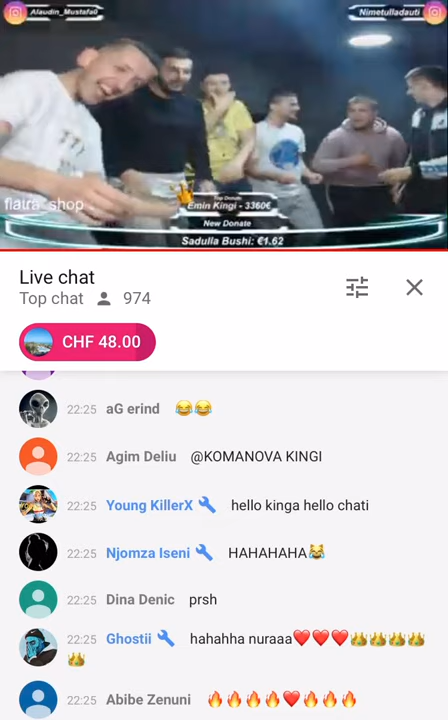 Alaudin_Mustafa0
Nimetulladauti
fiatra_shop
Top Donate
Emin Kingi - 3360€
New Donate
Sadulla Bushi: €1.62
Live chat
Top chat 974
CHF 48.00
22:25 aG erind 😂😂
22:25 Agim Deliu @KOMANOVA KINGI
22:25 Young KillerX hello kinga hello chati
22:25 Njomza Iseni HAHAHAHA😹
22:25 Dina Denic prsh
22:25 Ghostii hahahha nuraaa❤️❤️❤️👑👑👑👑
👑
22:25 Abibe Zenuni 🔥🔥🔥🔥❤️🔥🔥🔥